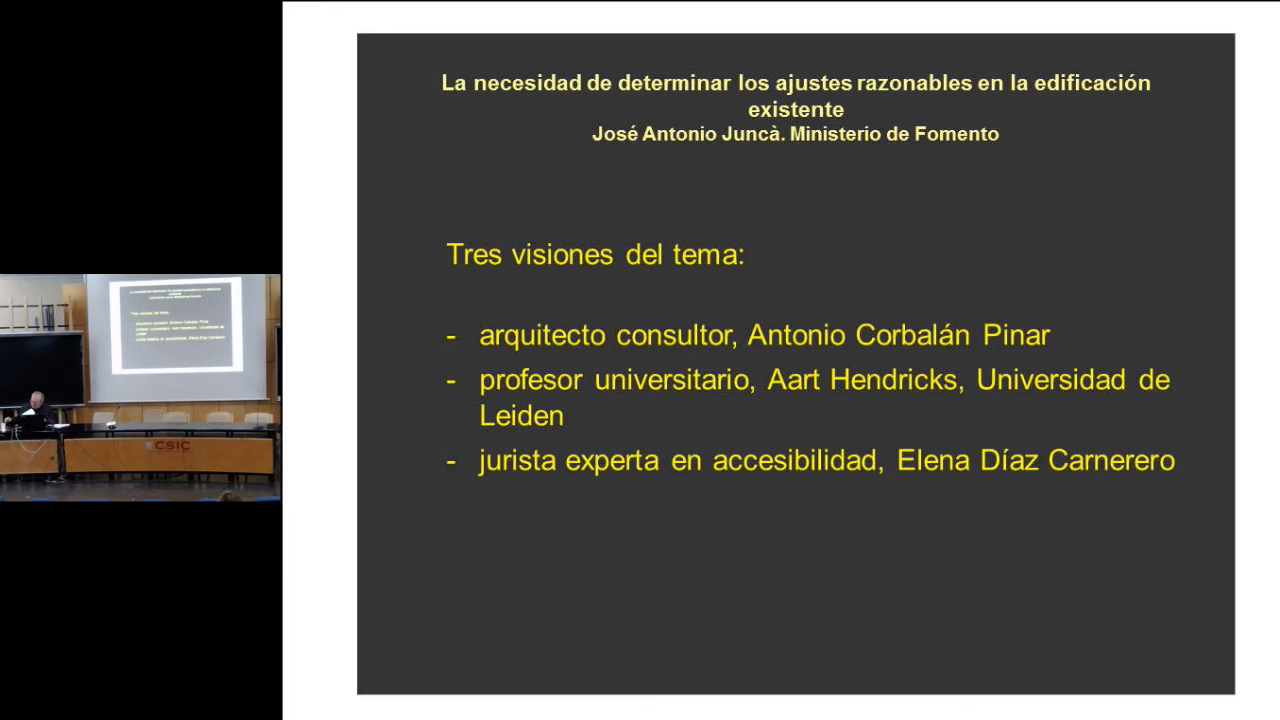 La necesidad de determinar los ajustes razonables en la edificación
existente
José Antonio Juncà. Ministerio de Fomento
Tres visiones del tema:
- arquitecto consultor, Antonio Corbalán Pinar
- profesor universitario, Aart Hendricks, Universidad de
Leiden
- jurista experta en accesibilidad, Elena Díaz Carnerero
CSIC